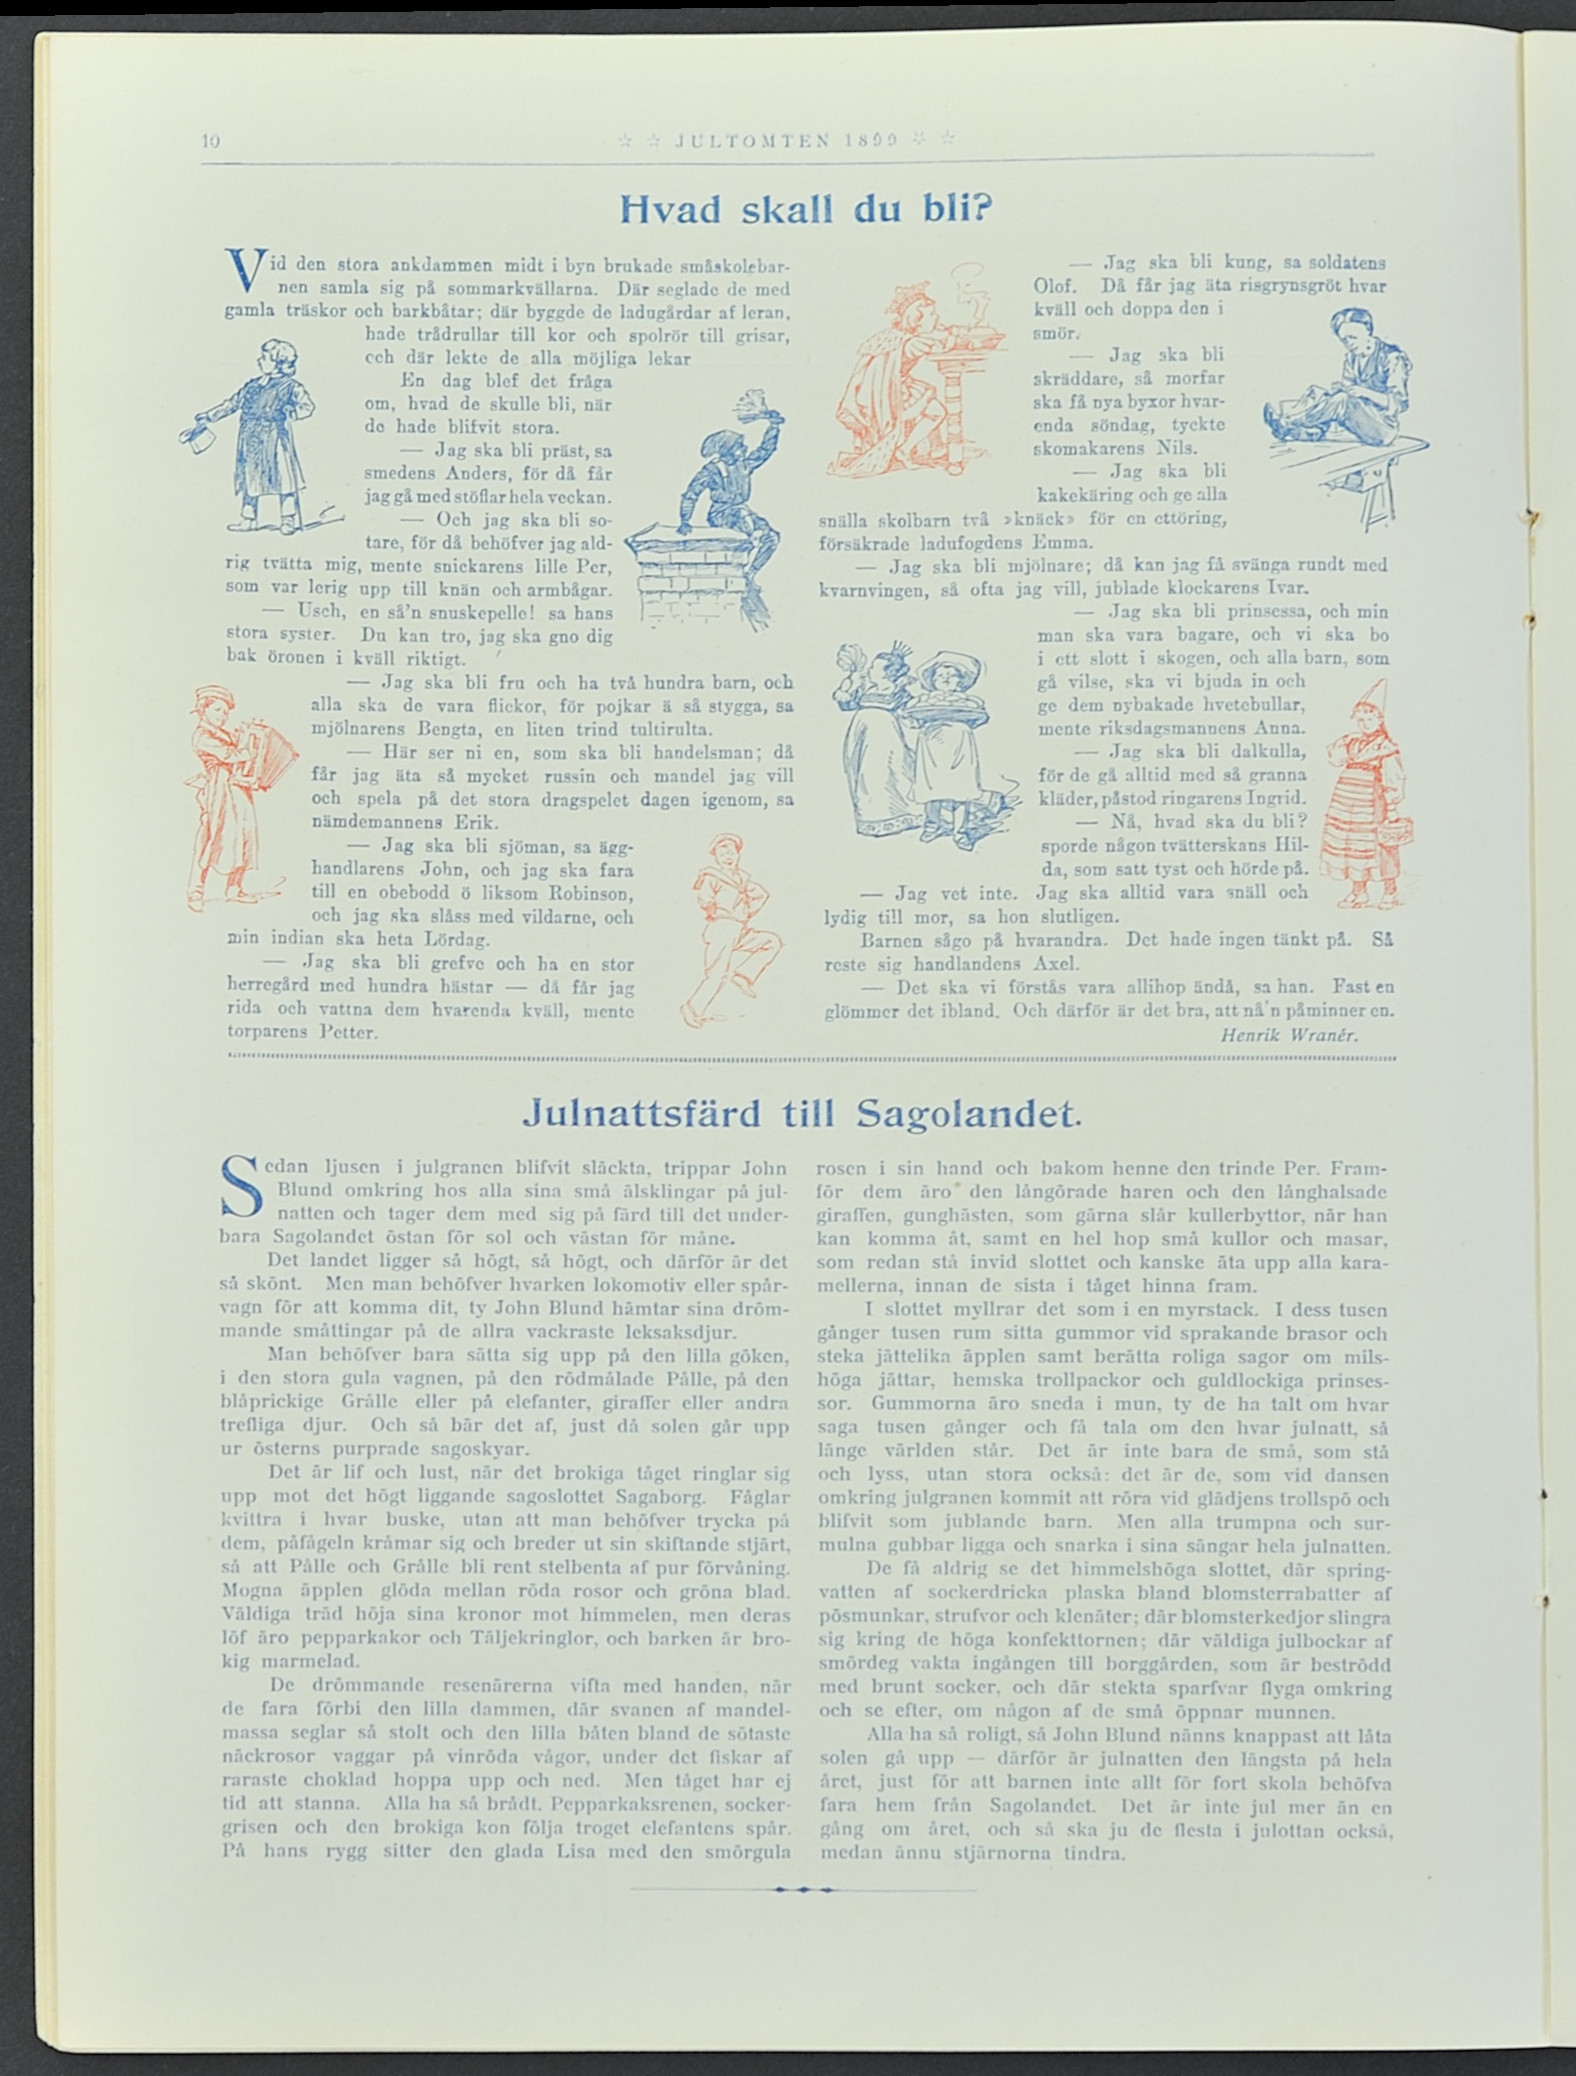 10
☆ ☆ JULTOMTEN 1899 ☆ ☆
Hvad skall du bli?
Vid den stora ankdammen midt i byn brukade småskolebar-
nen samla sig på sommarkvällarna. Där seglade de med
gamla träskor och barkbåtar; där byggde de ladugårdar af leran,
hade trådrullar till kor och spolrör till grisar,
och där lekte de alla möjliga lekar
En dag blef det fråga
om, hvad de skulle bli, när
de hade blifvit stora.
— Jag ska bli präst, sa
smedens Anders, för då får
jag gå med stöflar hela veckan.
— Och jag ska bli so-
tare, för då behöfver jag ald-
rig tvätta mig, mente snickarens lille Per,
som var lerig upp till knän och armbågar.
— Usch, en så'n snuskepelle! sa hans
stora syster. Du kan tro, jag ska gno dig
bak öronen i kväll riktigt.
— Jag ska bli fru och ha två hundra barn, och
alla ska de vara flickor, för pojkar ä så stygga, sa
mjölnarens Bengta, en liten trind tultirulta.
— Här ser ni en, som ska bli handelsman; då
får jag äta så mycket russin och mandel jag vill
och spela på det stora dragspelet dagen igenom, sa
nämdemannens Erik.
— Jag ska bli sjöman, sa ägg-
handlarens John, och jag ska fara
till en obebodd ö liksom Robinson,
och jag ska slåss med vildarne, och
min indian ska heta Lördag.
— Jag ska bli grefve och ha en stor
herregård med hundra hästar — då får jag
rida och vattna dem hvarenda kväll, mente
torparens Petter.
— Jag ska bli kung, sa soldatens
Olof. Då får jag äta risgrynsgröt hvar
kväll och doppa den i
smör.
— Jag ska bli
skräddare, så morfar
ska få nya byxor hvar-
enda söndag, tyckte
skomakarens Nils.
— Jag ska bli
kakekäring och ge alla
snälla skolbarn två »knäck» för en ettöring,
försäkrade ladufogdens Emma.
— Jag ska bli mjölnare; då kan jag få svänga rundt med
kvarnvingen, så ofta jag vill, jublade klockarens Ivar.
— Jag ska bli prinsessa, och min
man ska vara bagare, och vi ska bo
i ett slott i skogen, och alla barn, som
gå vilse, ska vi bjuda in och
ge dem nybakade hvetebullar,
mente riksdagsmannens Anna.
— Jag ska bli dalkulla,
för de gå alltid med så granna
kläder, påstod ringarens Ingrid.
— Nå, hvad ska du bli?
sporde någon tvätterskans Hil-
da, som satt tyst och hörde på.
— Jag vet inte. Jag ska alltid vara snäll och
lydig till mor, sa hon slutligen.
Barnen sågo på hvarandra. Det hade ingen tänkt på. Så
reste sig handlandens Axel.
— Det ska vi förstås vara allihop ändå, sa han. Fast en
glömmer det ibland. Och därför är det bra, att nå'n påminner en.
Henrik Wranér.
Julnattsfärd till Sagolandet.
Sedan ljusen i julgranen blifvit släckta, trippar John
Blund omkring hos alla sina små älsklingar på jul-
natten och tager dem med sig på färd till det under-
bara Sagolandet östan för sol och västan för måne.
Det landet ligger så högt, så högt, och därför är det
så skönt. Men man behöfver hvarken lokomotiv eller spår-
vagn för att komma dit, ty John Blund hämtar sina dröm-
mande småttingar på de allra vackraste leksaksdjur.
Man behöfver bara sätta sig upp på den lilla göken,
i den stora gula vagnen, på den rödmålade Pålle, på den
blåprickige Grålle eller på elefanter, giraffer eller andra
trefliga djur. Och så bär det af, just då solen går upp
ur österns purprade sagoskyar.
Det är lif och lust, när det brokiga tåget ringlar sig
upp mot det högt liggande sagoslottet Sagaborg. Fåglar
kvittra i hvar buske, utan att man behöfver trycka på
dem, påfågeln kråmar sig och breder ut sin skiftande stjärt,
så att Pålle och Grålle bli rent stelbenta af pur förvåning.
Mogna äpplen glöda mellan röda rosor och gröna blad.
Väldiga träd höja sina kronor mot himmelen, men deras
löf äro pepparkakor och Täljekringlor, och barken är bro-
kig marmelad.
De drömmande resenärerna vifta med handen, när
de fara förbi den lilla dammen, där svanen af mandel-
massa seglar så stolt och den lilla båten bland de sötaste
näckrosor vaggar på vinröda vågor, under det fiskar af
raraste choklad hoppa upp och ned. Men tåget har ej
tid att stanna. Alla ha så brådt. Pepparkaksrenen, socker-
grisen och den brokiga kon följa troget elefantens spår.
På hans rygg sitter den glada Lisa med den smörgula
rosen i sin hand och bakom henne den trinde Per. Fram-
för dem äro den långörade haren och den långhalsade
giraffen, gunghästen, som gärna slår kullerbyttor, när han
kan komma åt, samt en hel hop små kullor och masar,
som redan stå invid slottet och kanske äta upp alla kara-
mellerna, innan de sista i tåget hinna fram.
I slottet myllrar det som i en myrstack. I dess tusen
gånger tusen rum sitta gummor vid sprakande brasor och
steka jättelika äpplen samt berätta roliga sagor om mils-
höga jättar, hemska trollpackor och guldlockiga prinses-
sor. Gummorna äro sneda i mun, ty de ha talt om hvar
saga tusen gånger och få tala om den hvar julnatt, så
länge världen står. Det är inte bara de små, som stå
och lyss, utan stora också: det är de, som vid dansen
omkring julgranen kommit att röra vid glädjens trollspö och
blifvit som jublande barn. Men alla trumpna och sur-
mulna gubbar ligga och snarka i sina sängar hela julnatten.
De få aldrig se det himmelshöga slottet, där spring-
vatten af sockerdricka plaska bland blomsterrabatter af
pösmunkar, strufvor och klenäter; där blomsterkedjor slingra
sig kring de höga konfekttornen; där väldiga julbockar af
smördeg vakta ingången till borggården, som är beströdd
med brunt socker, och där stekta sparfvar flyga omkring
och se efter, om någon af de små öppnar munnen.
Alla ha så roligt, så John Blund nänns knappast att låta
solen gå upp — därför är julnatten den längsta på hela
året, just för att barnen inte allt för fort skola behöfva
fara hem från Sagolandet. Det är inte jul mer än en
gång om året, och så ska ju de flesta i julottan också,
medan ännu stjärnorna tindra.